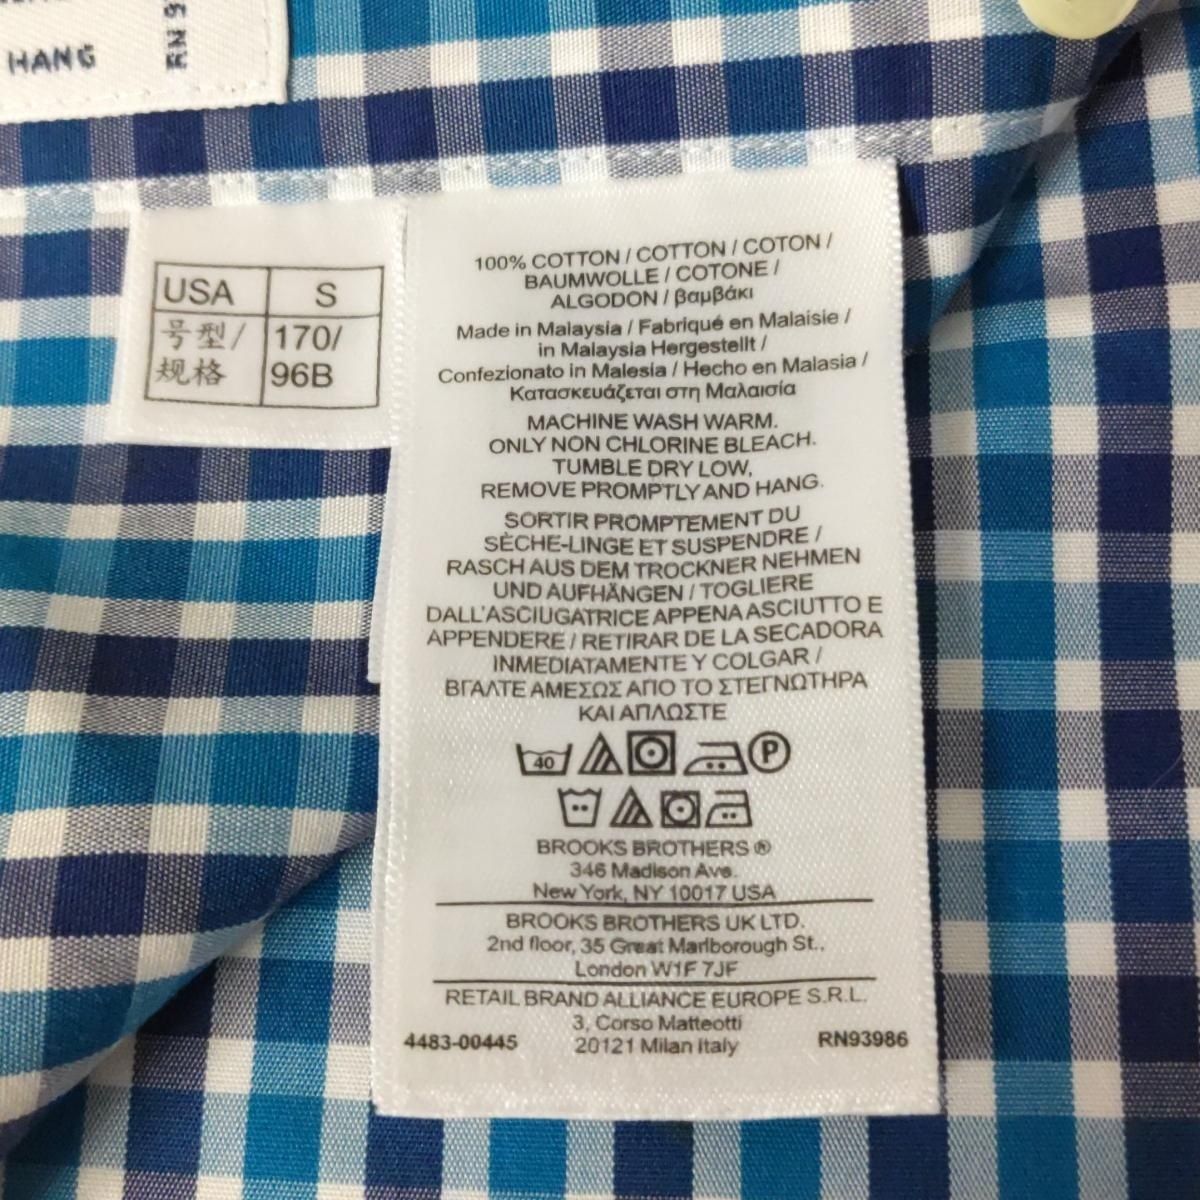 HANG
RN 9
USA S
号型/ 170/
规格 96B
100% COTTON / COTTON / COTON /
BAUMWOLLE / COTONE /
ALGODON / βαμβάκι
Made in Malaysia / Fabriqué en Malaisie /
in Malaysia Hergestellt /
Confezionato in Malesia / Hecho en Malasia /
Κατασκευάζεται στη Μαλαισία
MACHINE WASH WARM.
ONLY NON CHLORINE BLEACH.
TUMBLE DRY LOW,
REMOVE PROMPTLY AND HANG.
SORTIR PROMPTEMENT DU
SÈCHE-LINGE ET SUSPENDRE /
RASCH AUS DEM TROCKNER NEHMEN
UND AUFHÄNGEN / TOGLIERE
DALL'ASCIUGATRICE APPENA ASCIUTTO E
APPENDERE / RETIRAR DE LA SECADORA
INMEDIATAMENTE Y COLGAR /
ΒΓΑΛΤΕ ΑΜΕΣΩΣ ΑΠΟ ΤΟ ΣΤΕΓΝΩΤΗΡΑ
ΚΑΙ ΑΠΛΩΣΤΕ
40 P
BROOKS BROTHERS ®
346 Madison Ave.
New York, NY 10017 USA
BROOKS BROTHERS UK LTD.
2nd floor, 35 Great Marlborough St.,
London W1F 7JF
RETAIL BRAND ALLIANCE EUROPE S.R.L.
3, Corso Matteotti
4483-00445 20121 Milan Italy RN93986